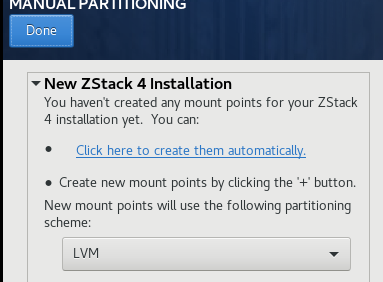 MANUAL PARTITIONING
Done
New ZStack 4 Installation
You haven't created any mount points for your ZStack
4 installation yet.  You can:
Click here to create them automatically.
Create new mount points by clicking the '+' button.
New mount points will use the following partitioning
scheme:
LVM